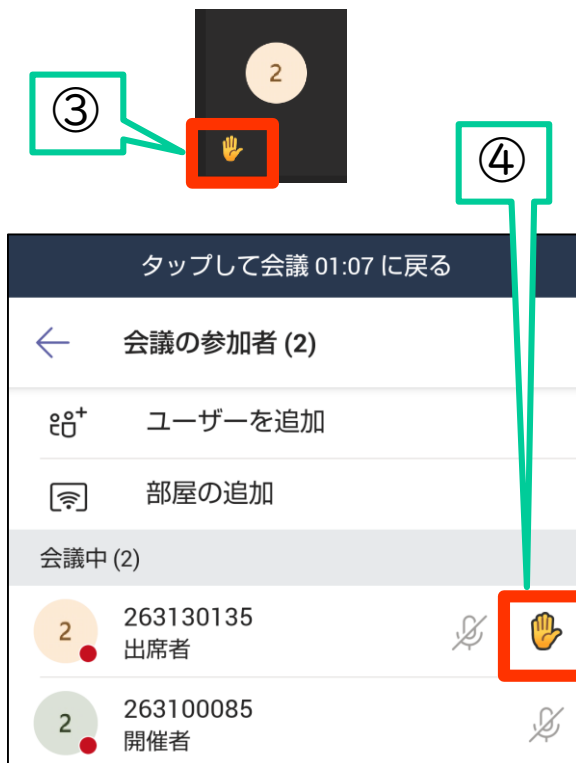 2
③
④
タップして会議 01:07 に戻る
会議の参加者 (2)
ユーザーを追加
部屋の追加
会議中 (2)
2
263130135
出席者
2
263100085
開催者